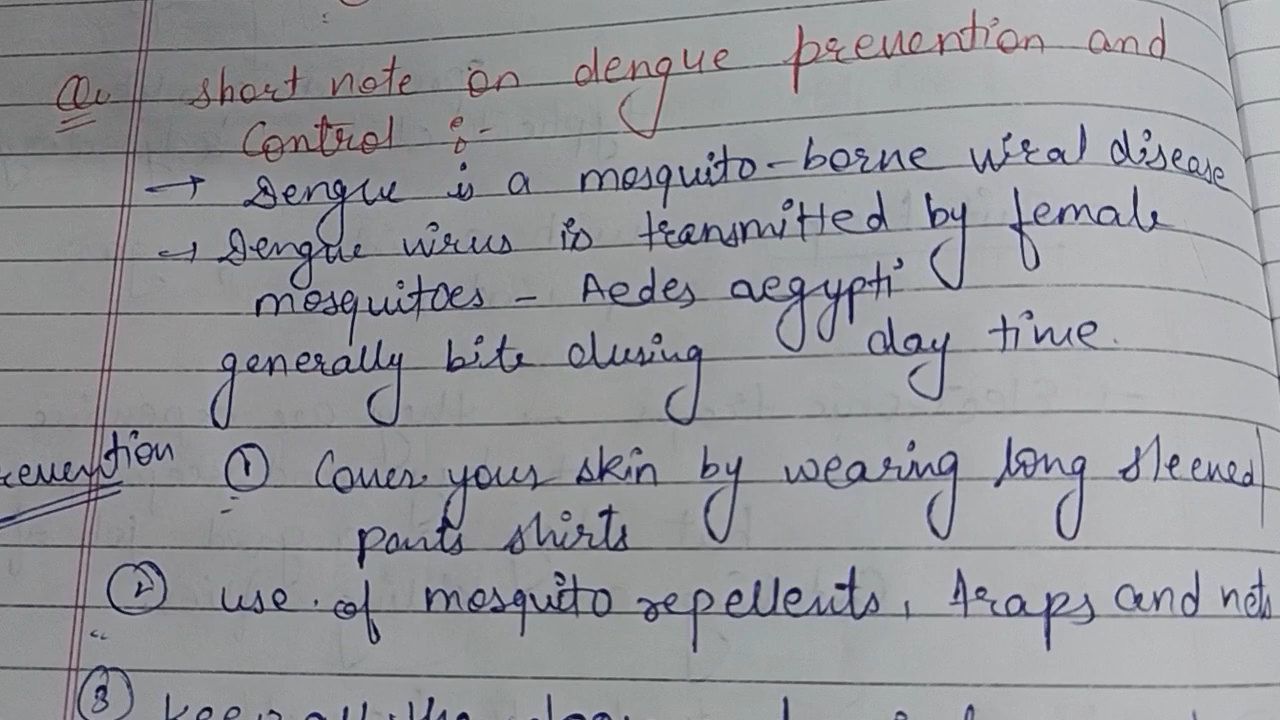 Q. short note on dengue prevention and
Control :-
→ Dengue is a mosquito-borne viral disease
→ Dengue virus is transmitted by female
mosquitoes - Aedes aegypti
generally bite during day time.
① Cover your skin by wearing long sleeved
pants shirts
② use of mosquito repellents, traps and nets
③